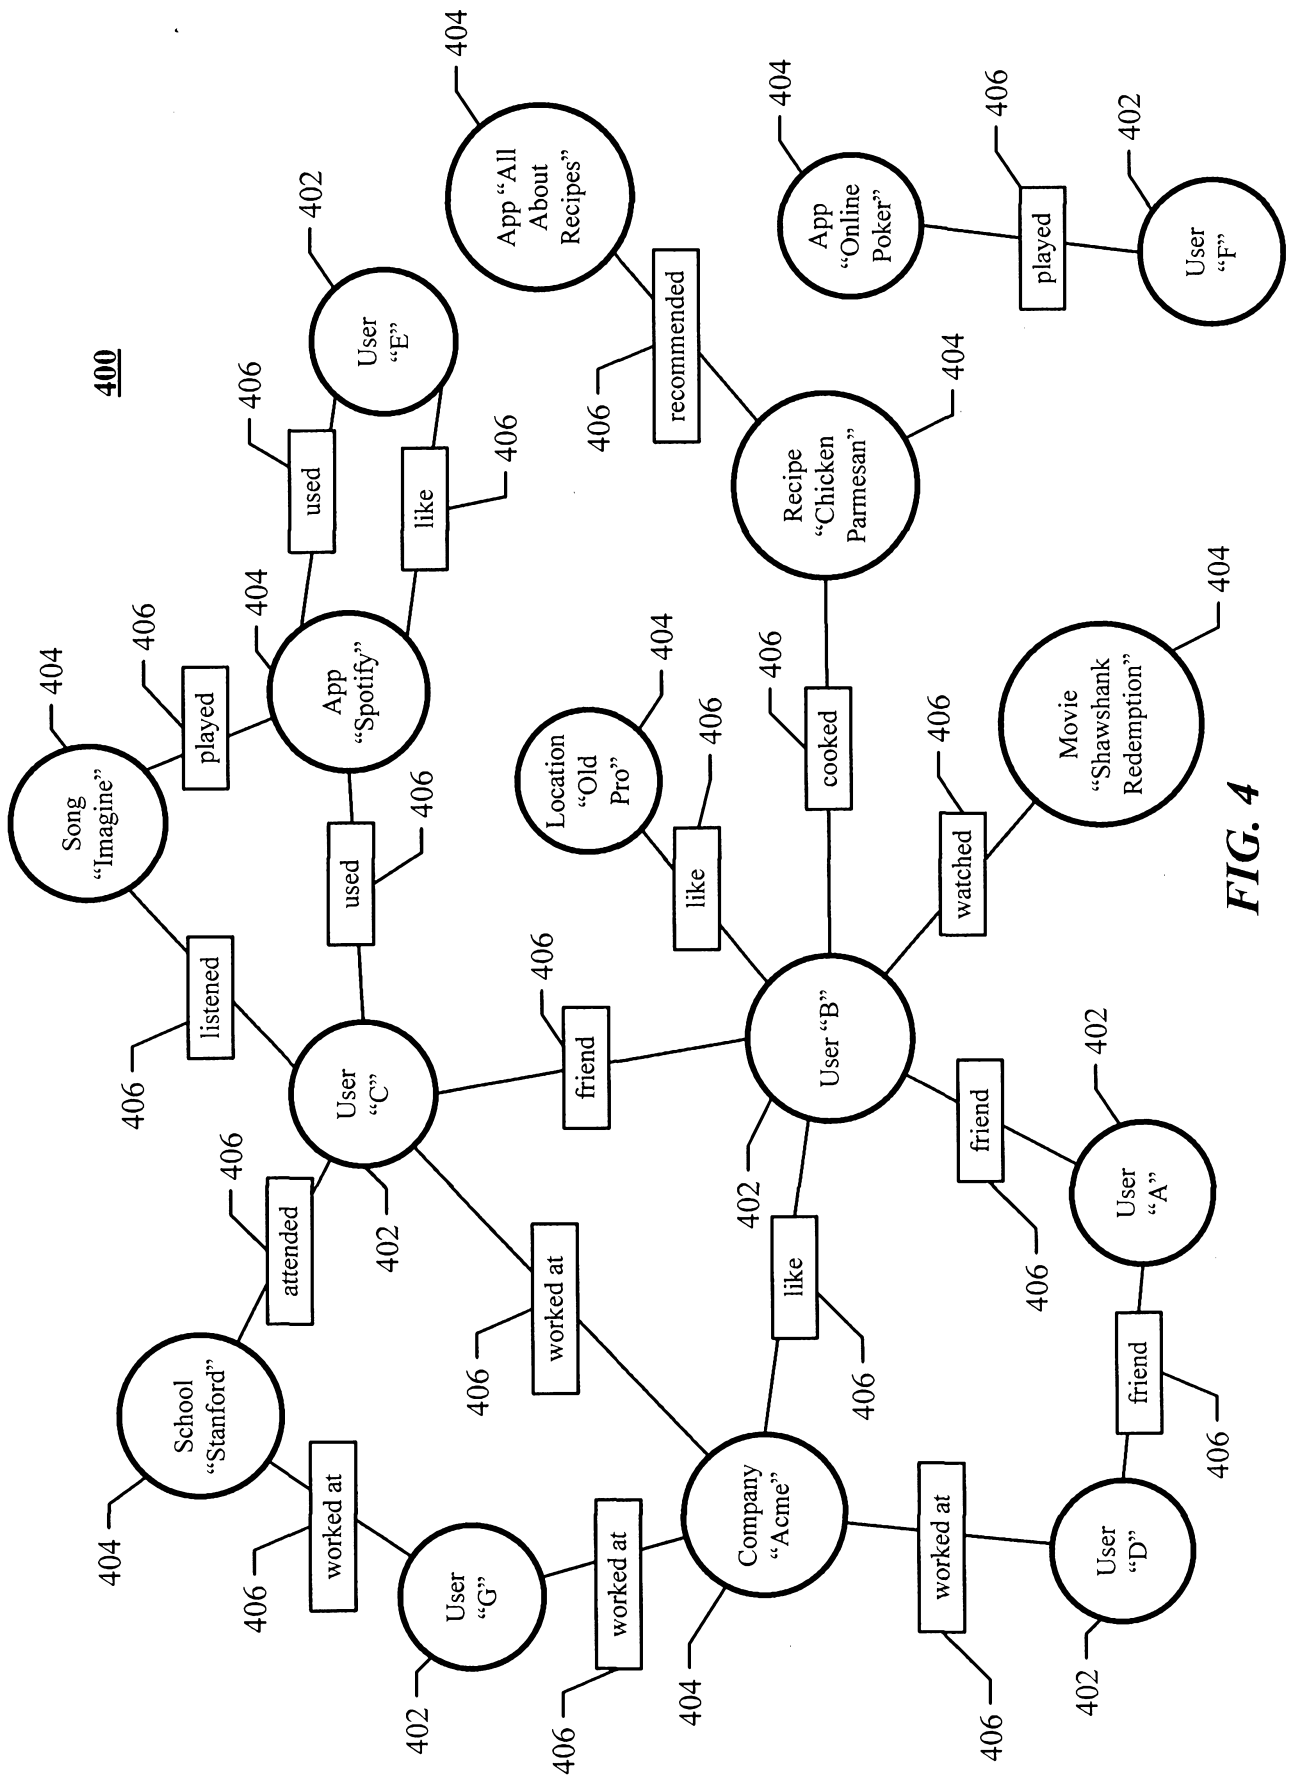 400
Song
“Imagine”
404
404
406
406
School
“Stanford”
listened
played
406
406
406
404
attended
used
402
worked at
User
“C”
used
App
“Spotify”
User
“E”
402
402
406
like
User
“G”
404
406
406
App “All
About
Recipes”
406
worked at
Location
“Old
Pro”
406
friend
406
worked at
404
recommended
404
like
406
Company
“Acme”
402
406
404
like
Recipe
“Chicken
Parmesan”
App
“Online
Poker”
User “B”
cooked
406
worked at
406
404
friend
watched
406
406
406
played
Movie
“Shawshank
Redemption”
402
402
User
“D”
User
“A”
402
friend
User
“F”
406
404
FIG. 4